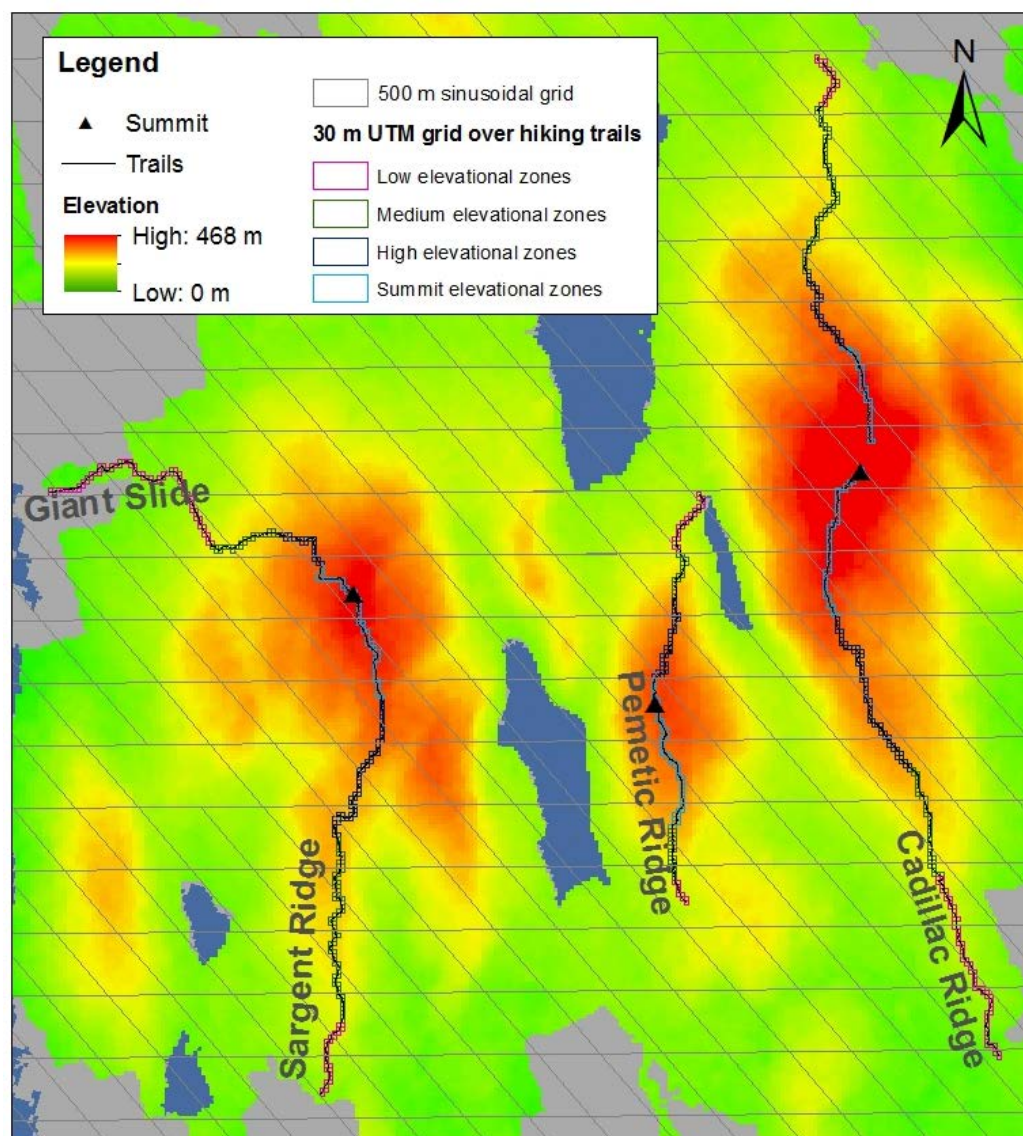 Legend
Summit
Trails
Elevation
High: 468 m
Low: 0 m
500 m sinusoidal grid
30 m UTM grid over hiking trails
Low elevational zones
Medium elevational zones
High elevational zones
Summit elevational zones
N
Giant Slide
Sargent Ridge
Pemetic Ridge
Cadillac Ridge